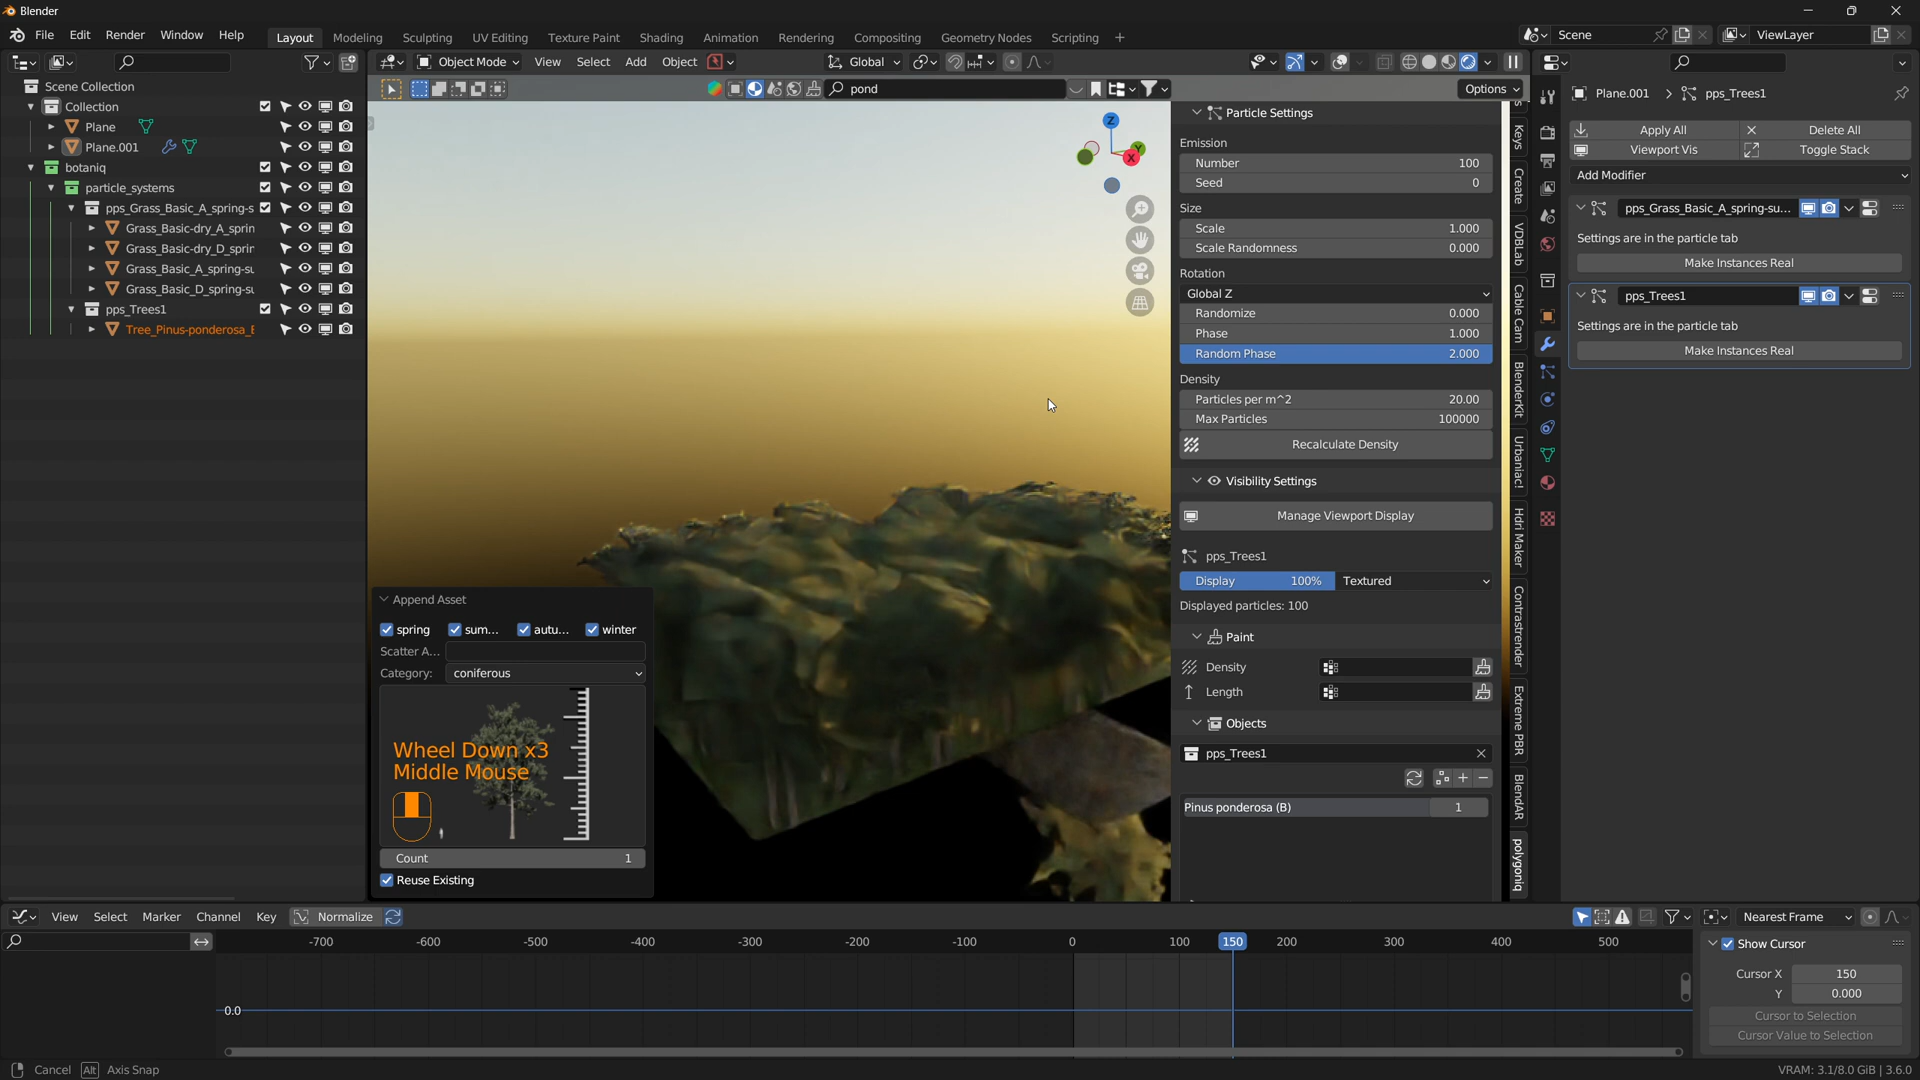 Blender
File Edit Render Window Help Layout Modeling Sculpting UV Editing Texture Paint Shading Animation Rendering Compositing Geometry Nodes Scripting + Scene ViewLayer
Object Mode View Select Add Object Global
pond Options
Scene Collection
Collection
Plane
Plane.001
botaniq
particle_systems
pps_Grass_Basic_A_spring-s
Grass_Basic-dry_A_sprin
Grass_Basic-dry_D_sprin
Grass_Basic_A_spring-su
Grass_Basic_D_spring-su
pps_Trees1
Tree_Pinus-ponderosa_E
Z
Y
X
Append Asset
spring sum... autu... winter
Scatter A...
Category: coniferous
Wheel Down x3
Middle Mouse
Count 1
Reuse Existing
Particle Settings
Emission
Number 100
Seed 0
Size
Scale 1.000
Scale Randomness 0.000
Rotation
Global Z
Randomize 0.000
Phase 1.000
Random Phase 2.000
Density
Particles per m^2 20.00
Max Particles 100000
Recalculate Density
Visibility Settings
Manage Viewport Display
pps_Trees1
Display 100% Textured
Displayed particles: 100
Paint
Density
Length
Objects
pps_Trees1
Pinus ponderosa (B) 1
Keys
Create
VDBLab
Cable Cam
BlenderKit
Urbaniac!
Hdri Maker
Contrastrender
Extreme PBR
BlendAR
polygoniq
Plane.001 > pps_Trees1
Apply All Delete All
Viewport Vis Toggle Stack
Add Modifier
pps_Grass_Basic_A_spring-su...
Settings are in the particle tab
Make Instances Real
pps_Trees1
Settings are in the particle tab
Make Instances Real
View Select Marker Channel Key Normalize Nearest Frame
-700 -600 -500 -400 -300 -200 -100 0 100 150 200 300 400 500
0.0
Show Cursor
Cursor X 150
Y 0.000
Cursor to Selection
Cursor Value to Selection
Cancel Alt Axis Snap VRAM: 3.1/8.0 GiB | 3.6.0